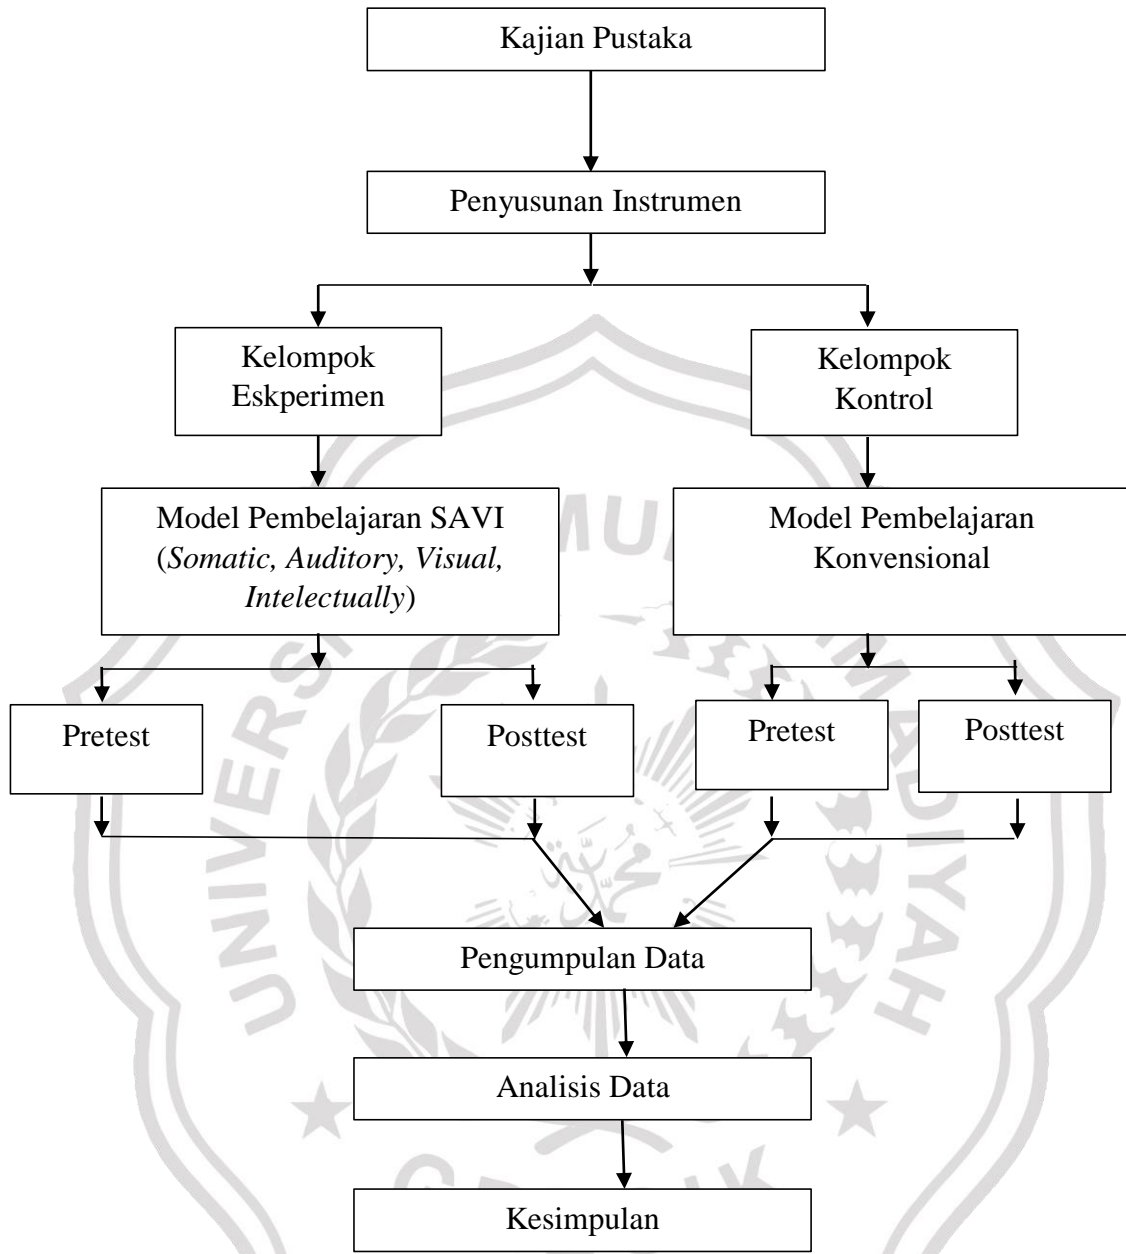 Kajian Pustaka
Penyusunan Instrumen
Kelompok
Eskperimen
Kelompok
Kontrol
Model Pembelajaran SAVI
(Somatic, Auditory, Visual,
Intelectually)
Model Pembelajaran
Konvensional
Pretest
Posttest
Pretest
Posttest
Pengumpulan Data
Analisis Data
Kesimpulan